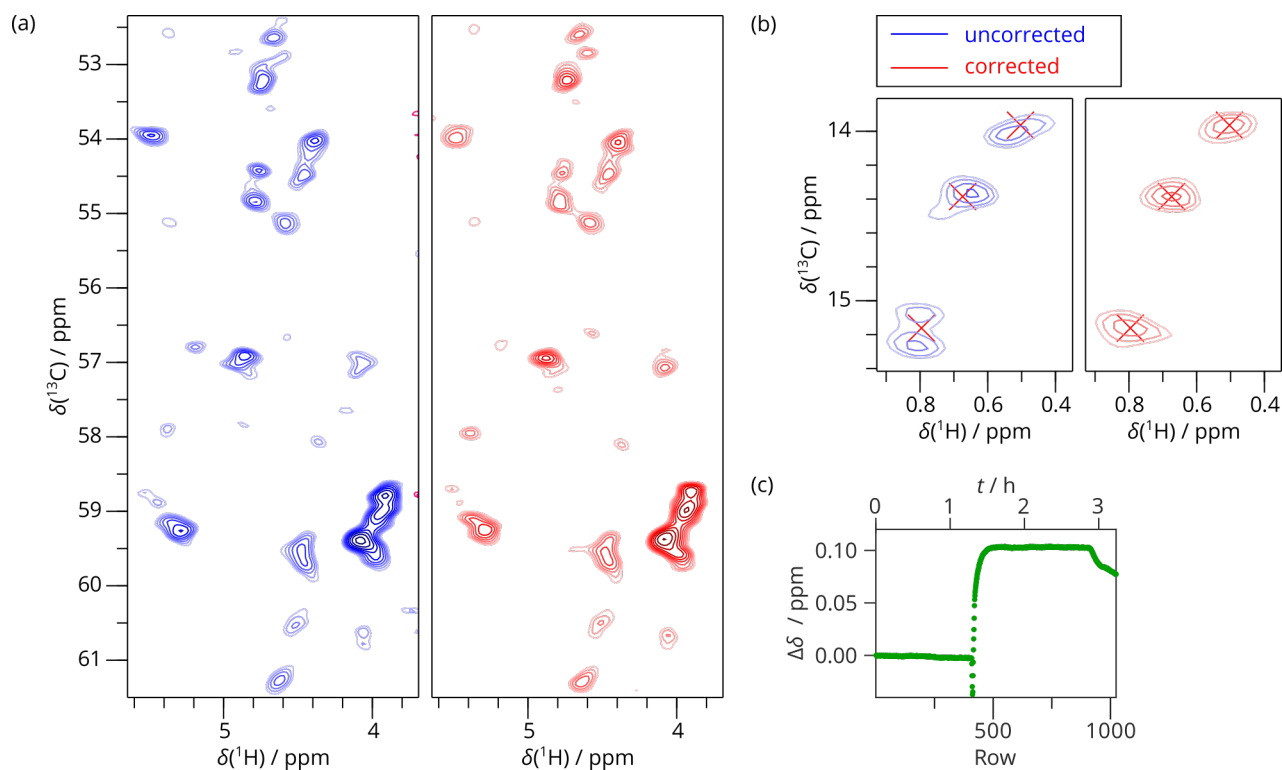 (a)
53
54
55
56
57
58
59
60
61
δ(¹³C) / ppm
5
4
δ(¹H) / ppm
5
4
δ(¹H) / ppm
(b)
uncorrected
corrected
14
15
δ(¹³C) / ppm
0.8
0.6
0.4
δ(¹H) / ppm
0.8
0.6
0.4
δ(¹H) / ppm
(c)
t / h
0
1
2
3
0.10
0.05
0.00
Δδ / ppm
500
1000
Row